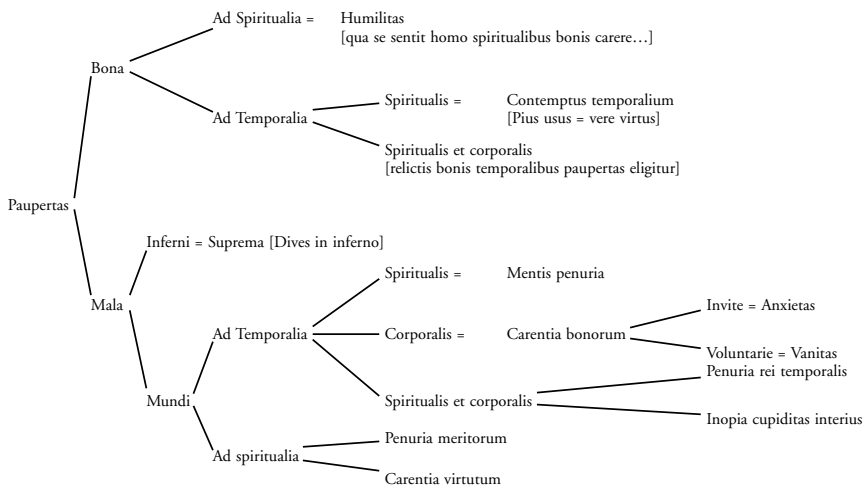 Ad Spiritualia = Humilitas
[qua se sentit homo spiritualibus bonis carere…]
Bona
Spiritualis = Contemptus temporalium
Ad Temporalia [Pius usus = vere virtus]
Spiritualis et corporalis
[relictis bonis temporalibus paupertas eligitur]
Paupertas
Inferni = Suprema [Dives in inferno]
Spiritualis = Mentis penuria
Mala Invite = Anxietas
Ad Temporalia Corporalis = Carentia bonorum
Voluntarie = Vanitas
Penuria rei temporalis
Mundi Spiritualis et corporalis
Inopia cupiditas interius
Penuria meritorum
Ad spiritualia
Carentia virtutum